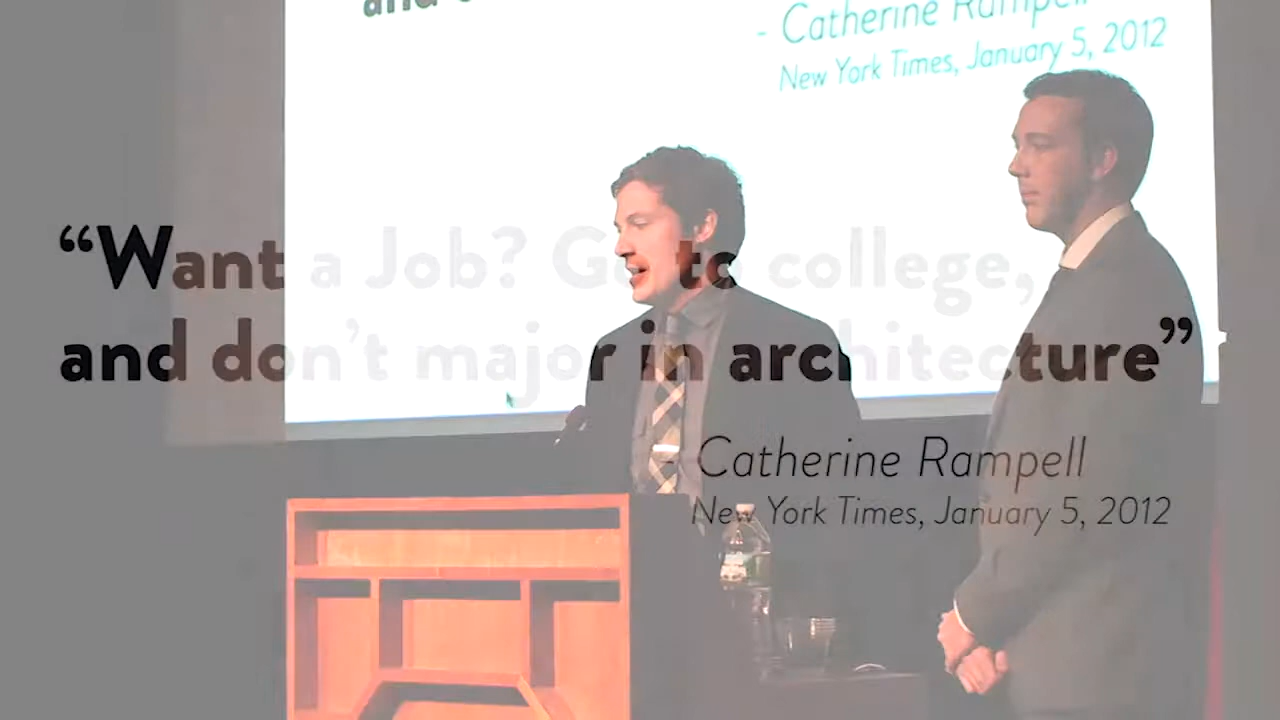 - Catherine Rampell
New York Times, January 5, 2012
“Want a Job? Go to college,
and don’t major in architecture”
- Catherine Rampell
New York Times, January 5, 2012